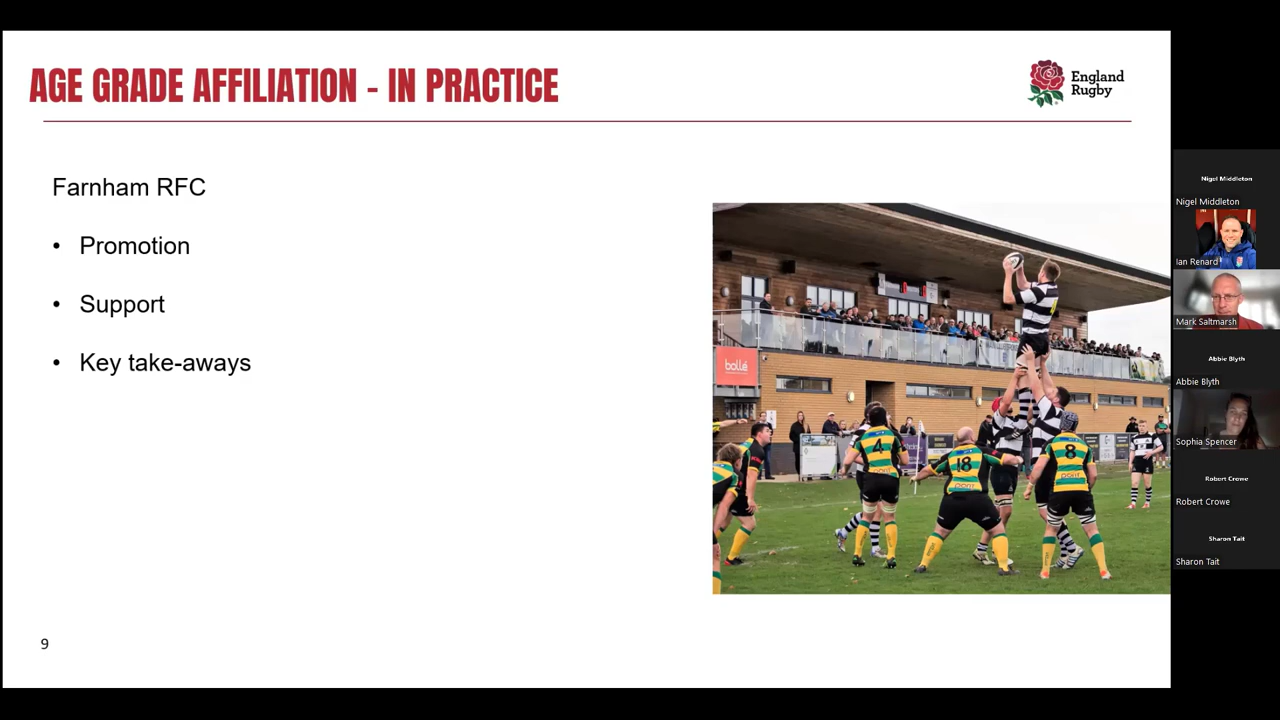 AGE GRADE AFFILIATION - IN PRACTICE
England
Rugby
Farnham RFC
• Promotion
• Support
• Key take-aways
bollé
4
18
8
9
Nigel Middleton
Nigel Middleton
Ian Renard
Mark Saltmarsh
Abbie Blyth
Abbie Blyth
Sophia Spencer
Robert Crowe
Robert Crowe
Sharon Tait
Sharon Tait